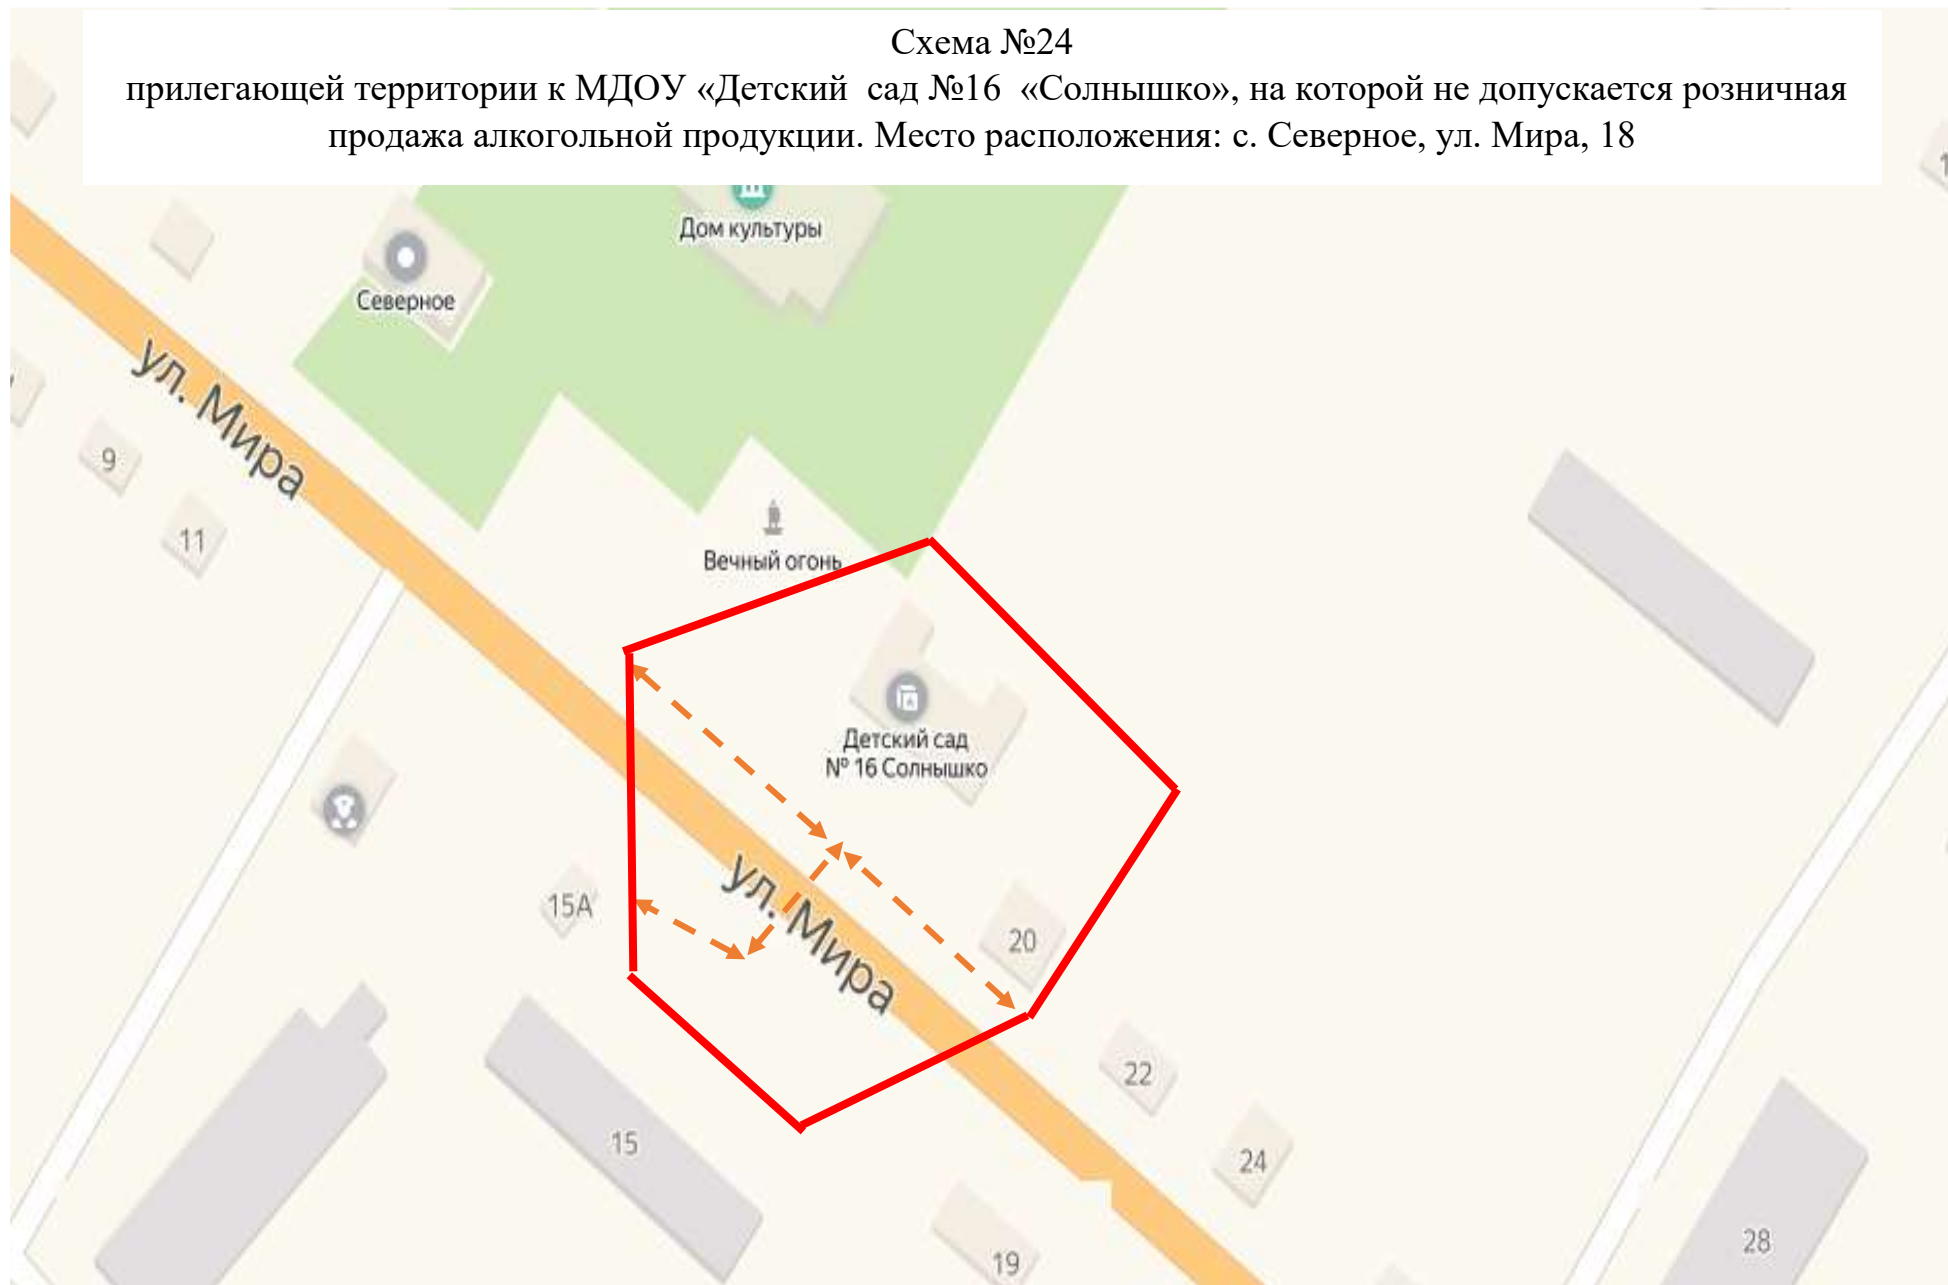 Схема №24
прилегающей территории к МДОУ «Детский сад №16 «Солнышко», на которой не допускается розничная
продажа алкогольной продукции. Место расположения: с. Северное, ул. Мира, 18
Дом культуры
Северное
ул. Мира
9
11
Вечный огонь
Детский сад
№ 16 Солнышко
15А
ул. Мира
20
22
15
24
19
28